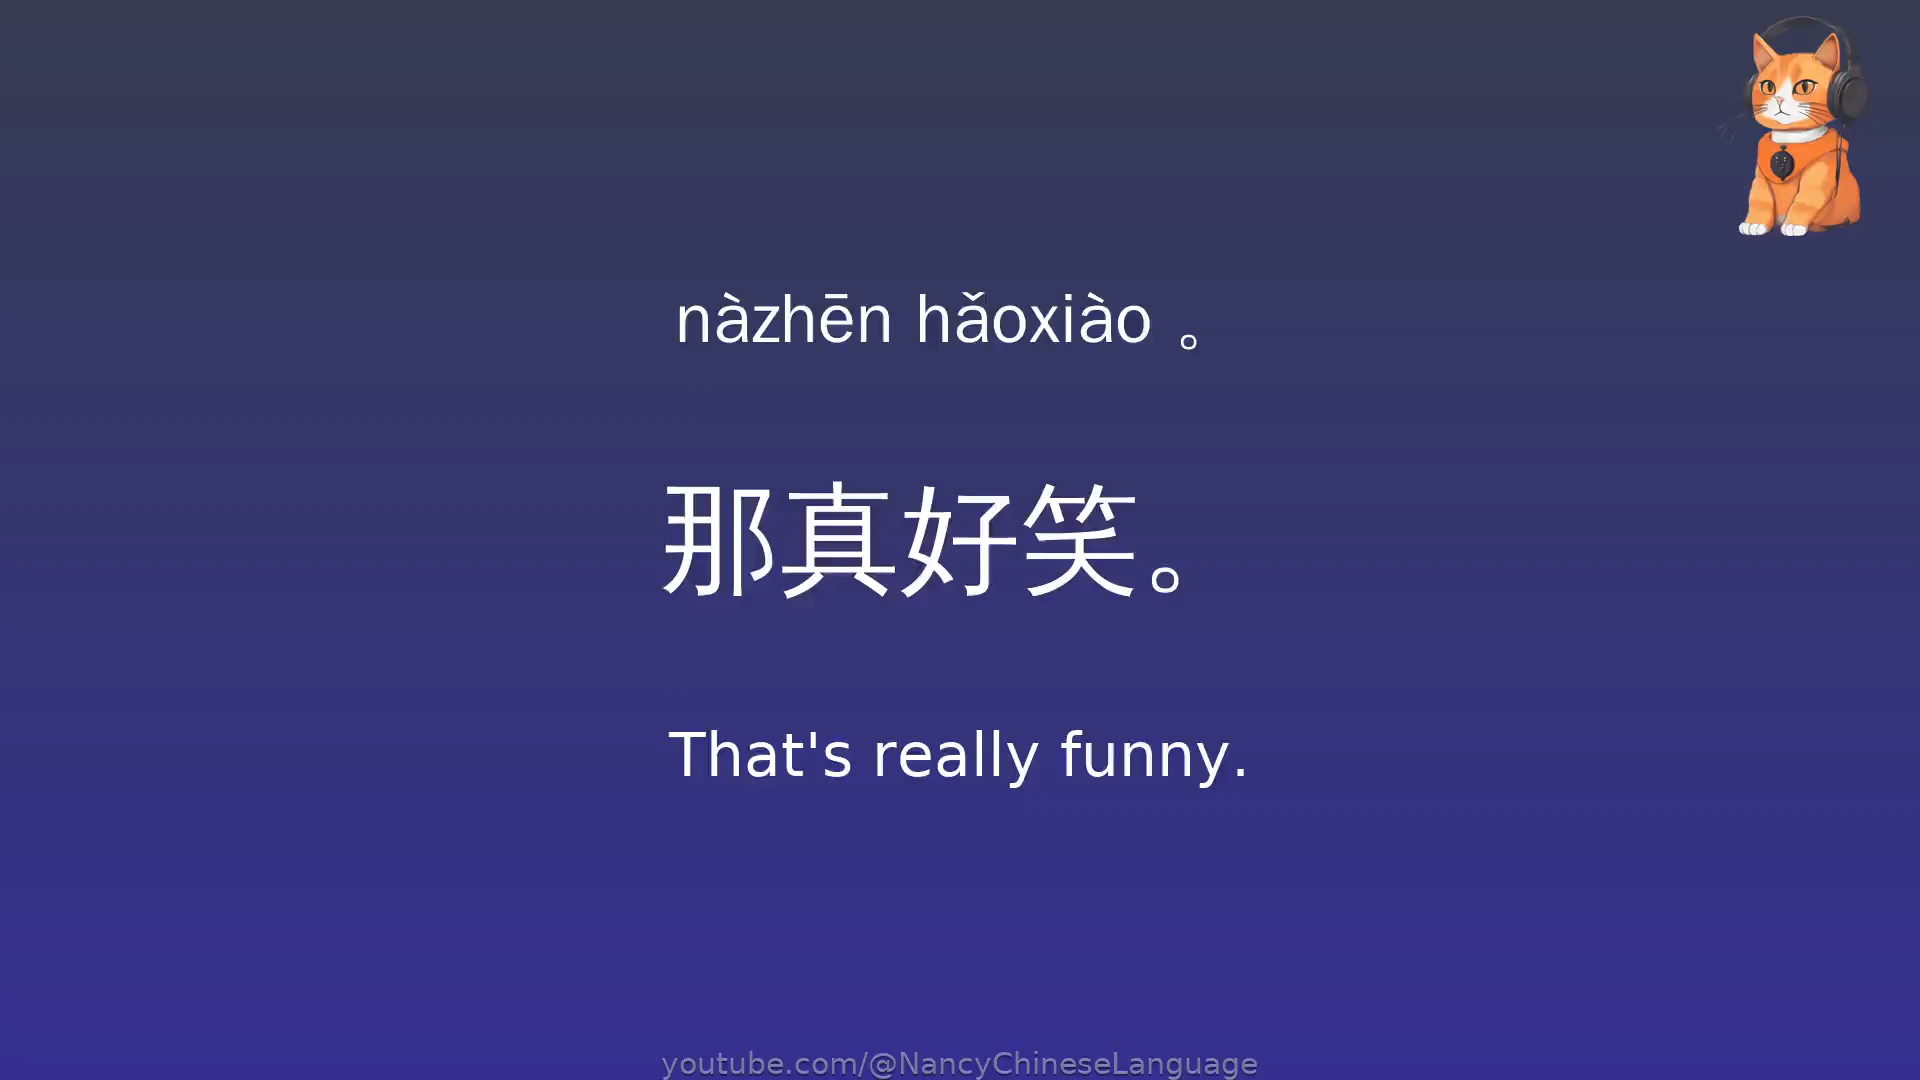 nàzhēn hǎoxiào 。
那真好笑。
That's really funny.
youtube.com/@NancyChineseLanguage